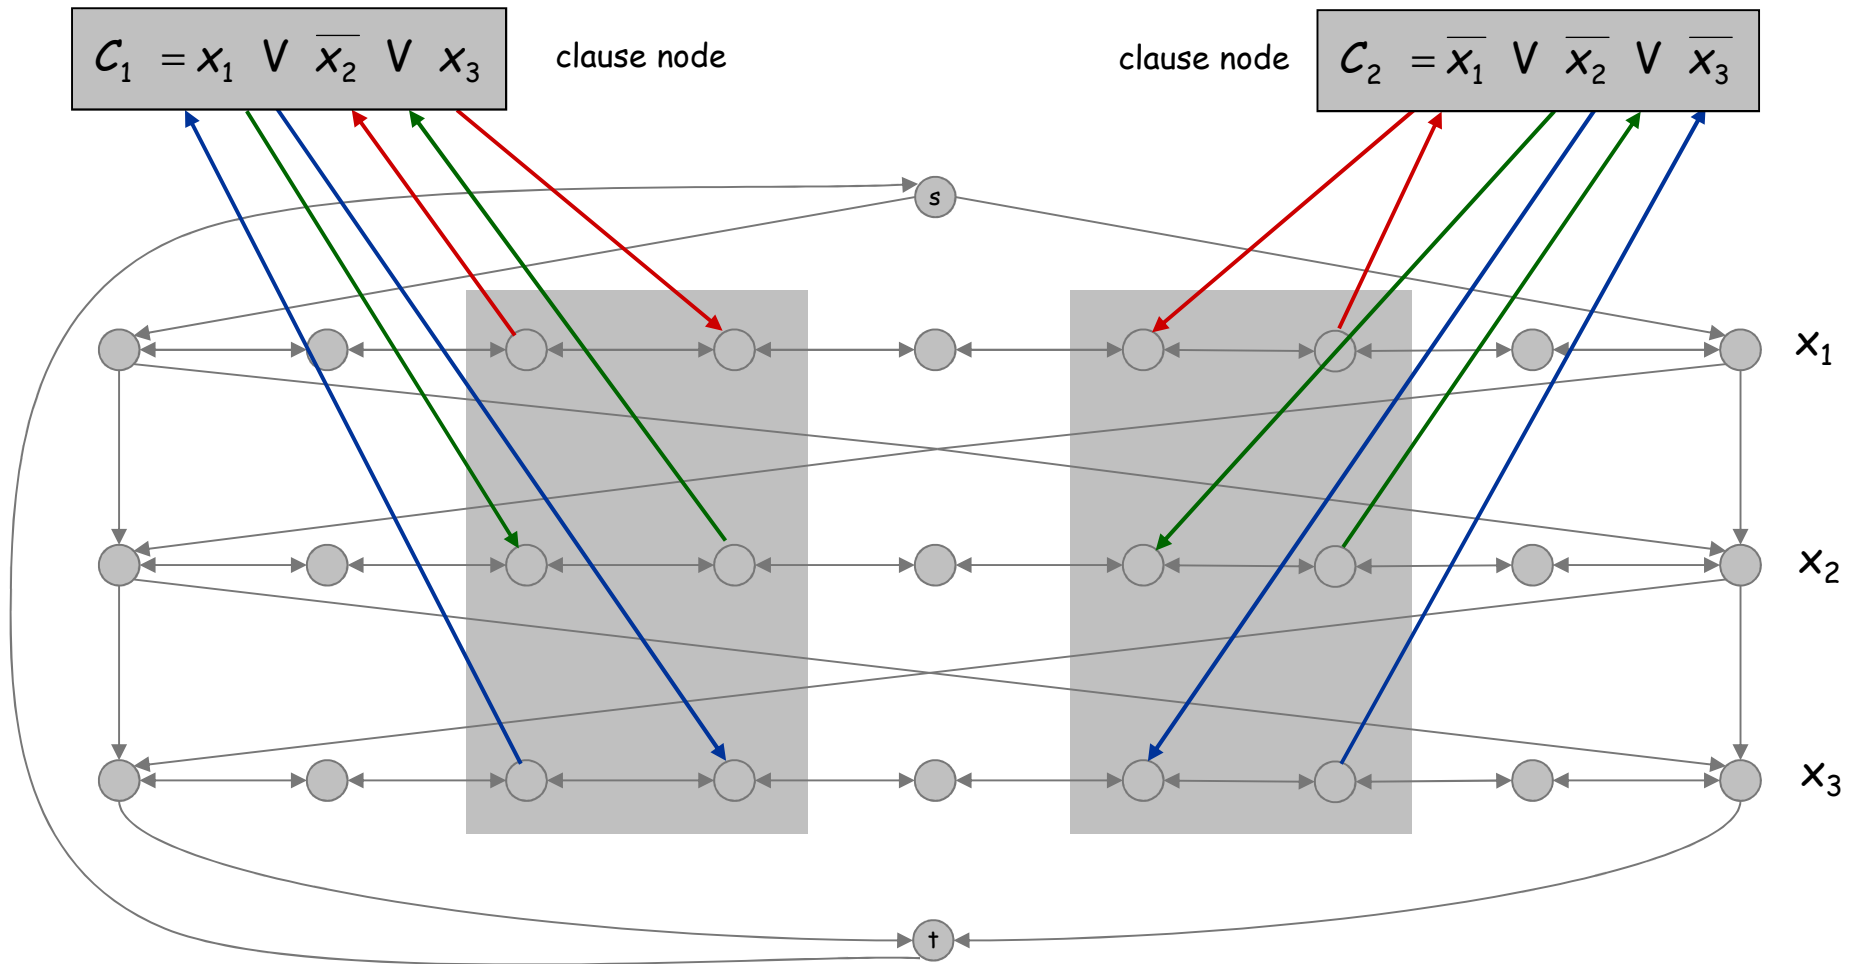 C₁ = x₁ V x̅₂ V x₃
clause node
clause node
C₂ = x̅₁ V x̅₂ V x̅₃
s
x₁
x₂
x₃
t